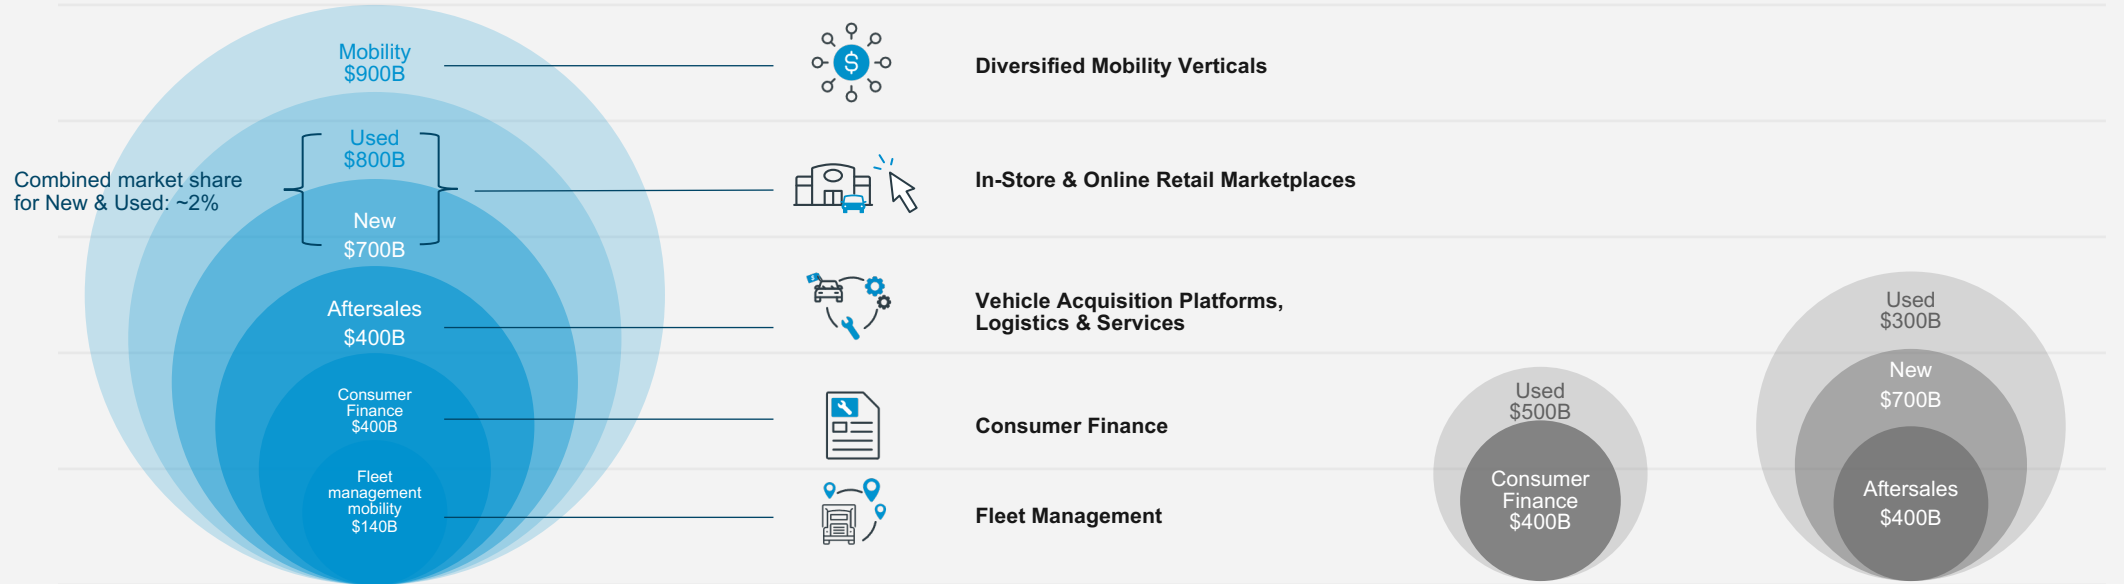 Mobility
$900B
Used
$800B
Combined market share
for New & Used: ~2%
New
$700B
Aftersales
$400B
Consumer
Finance
$400B
Fleet
management
mobility
$140B
$
Diversified Mobility Verticals
In-Store & Online Retail Marketplaces
Vehicle Acquisition Platforms,
Logistics & Services
Consumer Finance
Fleet Management
Used
$500B
Consumer
Finance
$400B
Used
$300B
New
$700B
Aftersales
$400B